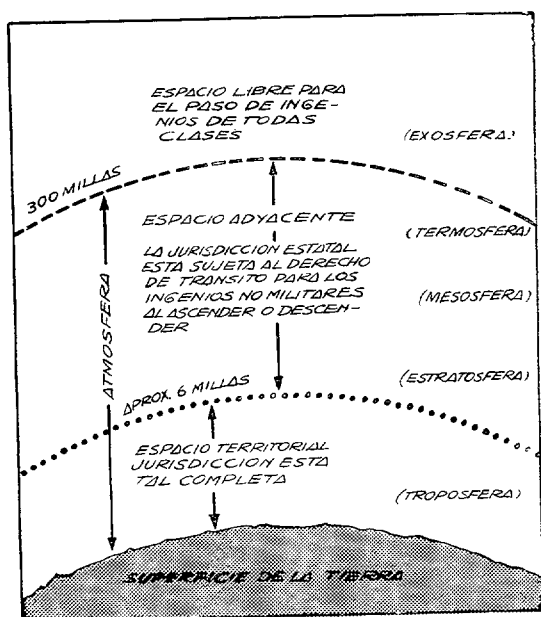 ESPACIO LIBRE PARA
EL PASO DE INGE-
NIOS DE TODAS
CLASES
(EXOSFERA.)
300 MILLAS
ESPACIO ADYACENTE
(TERMOSFERA)
LA JURISDICCION ESTATAL
ESTA SUJETA AL DERECHO
DE TRANSITO PARA LOS
INGENIOS NO MILITARES
AL ASCENDER O DESCEN-
DER
(MESOSFERA)
ATMOSFERA
APROX. 6 MILLAS
(ESTRATOSFERA)
ESPACIO TERRITORIAL
JURISDICCION ESTA
TAL COMPLETA
(TROPOSFERA)
SUPERFICIE DE LA TIERRA